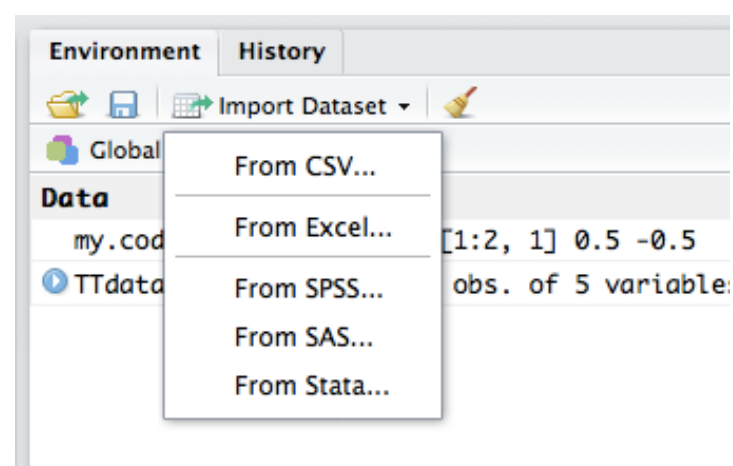 Environment History
Import Dataset
Global
From CSV...
Data
From Excel...
my.cod [1:2, 1] 0.5 -0.5
TTdata obs. of 5 variable
From SPSS...
From SAS...
From Stata...